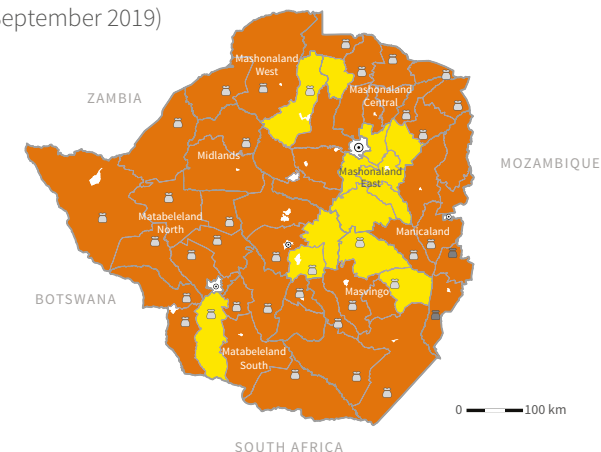 eptember 2019)
Mashonaland
West
ZAMBIA
Mashonaland
Central
Midlands
MOZAMBIQUE
Mashonaland
East
Matabeleland
North
Manicaland
Masvingo
BOTSWANA
Matabeleland
South
0 100 km
SOUTH AFRICA